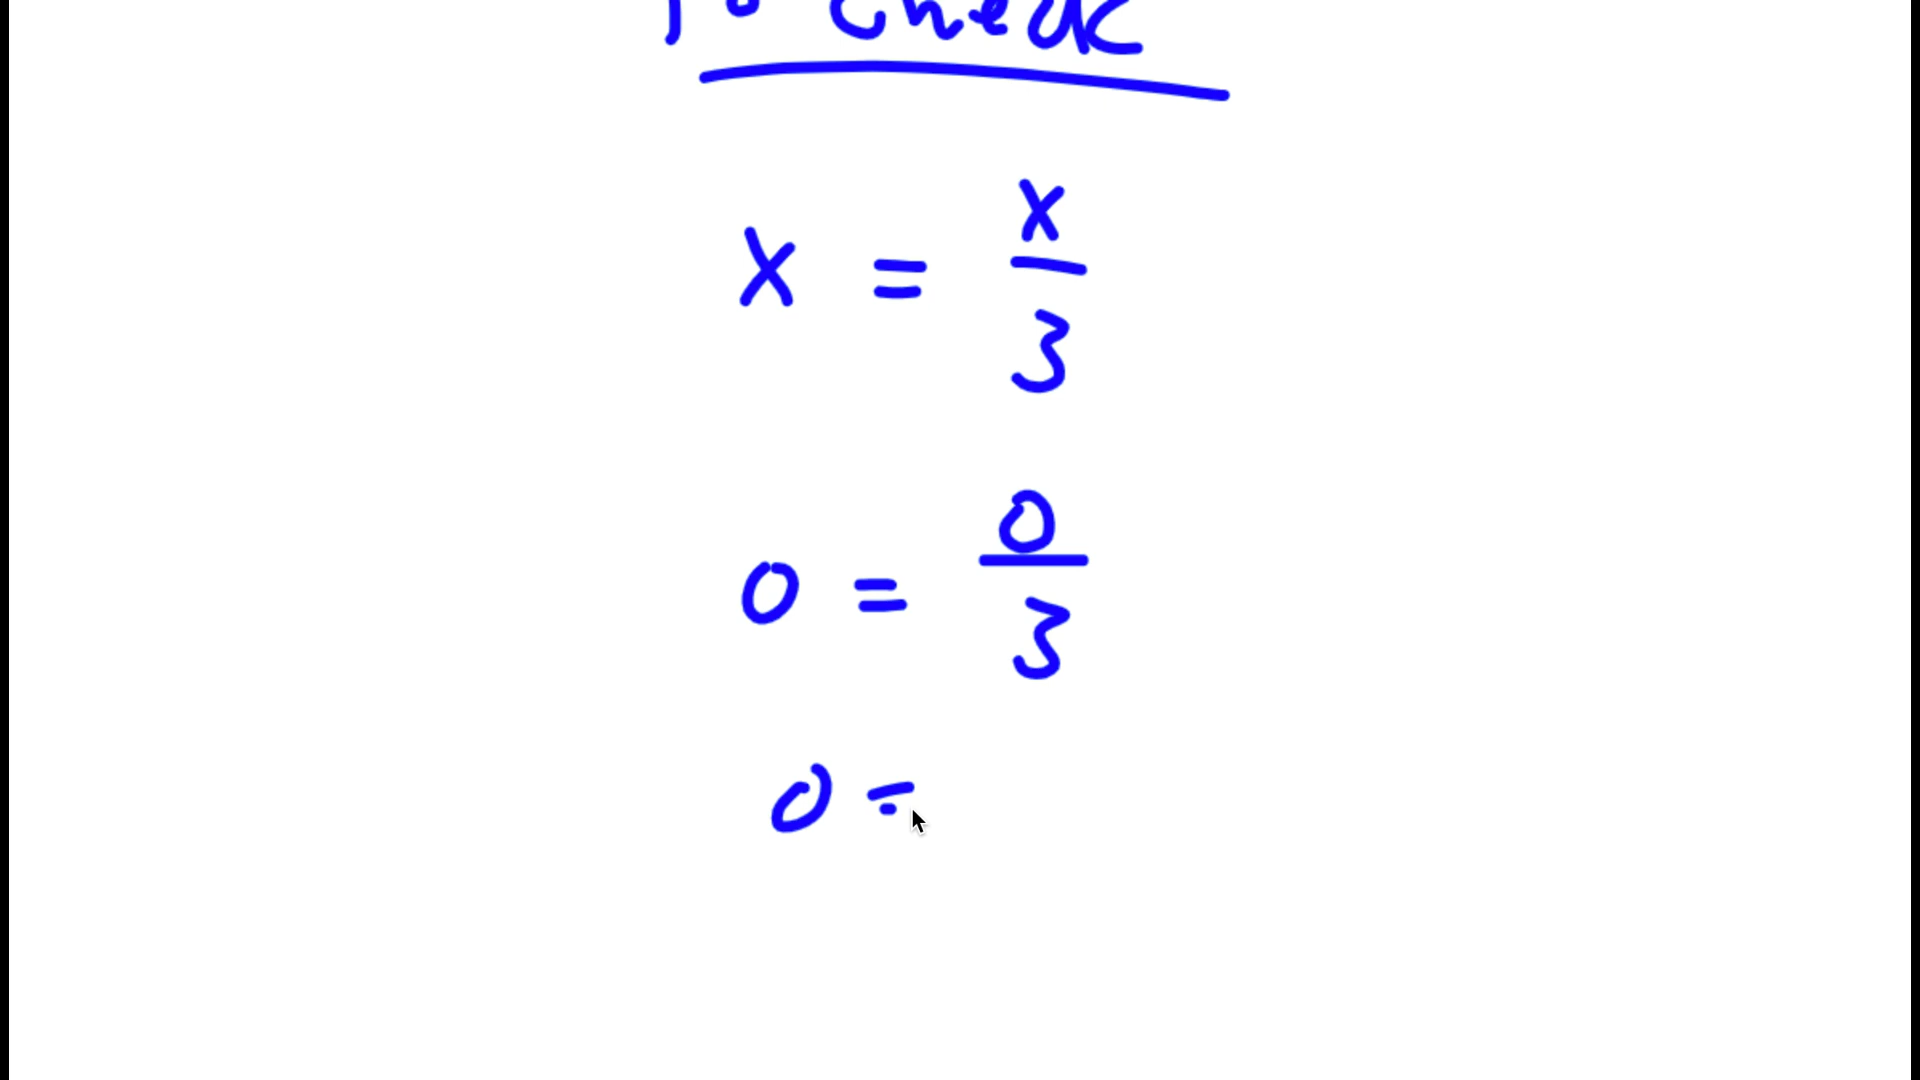 To check
x = x/3
0 = 0/3
0 =